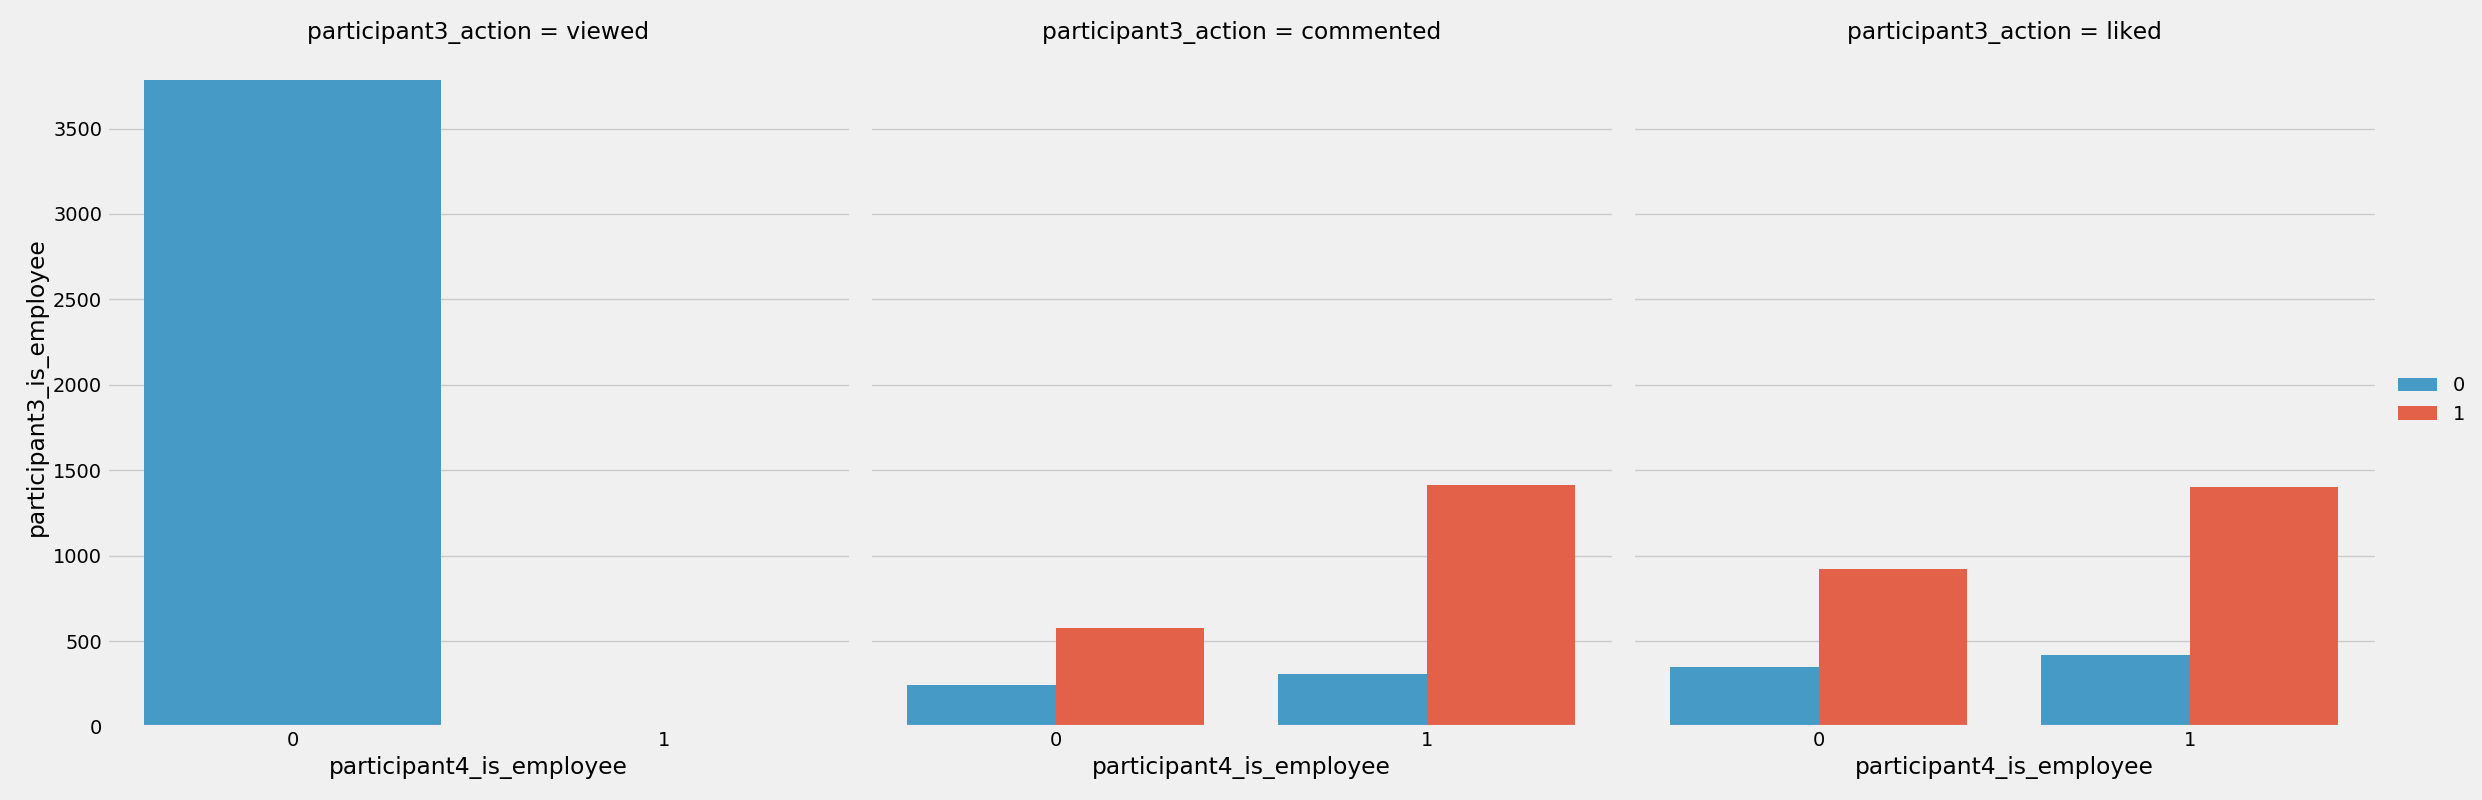 participant3_action = viewed
participant3_action = commented
participant3_action = liked
participant3_is_employee
3500
3000
2500
2000
1500
1000
500
0
0 1
0 1
0 1
participant4_is_employee
participant4_is_employee
participant4_is_employee
0
1